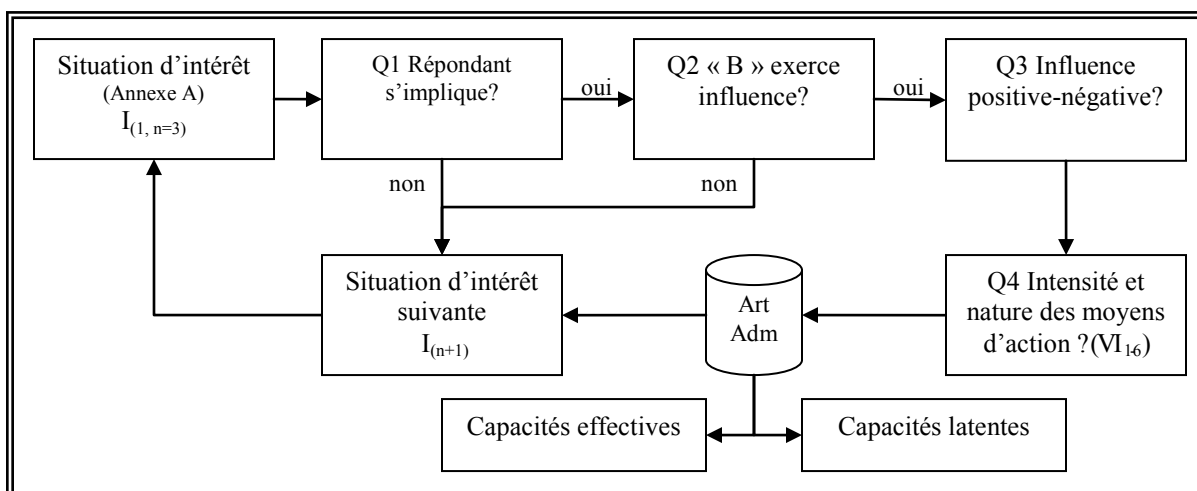 Situation d'intérêt
(Annexe A)
I(1, n=3)
Q1 Répondant
s'implique?
oui
Q2 « B » exerce
influence?
oui
Q3 Influence
positive-négative?
non
non
Situation d'intérêt
suivante
I(n+1)
Art
Adm
Q4 Intensité et
nature des moyens
d'action ?(VI1-6)
Capacités effectives
Capacités latentes